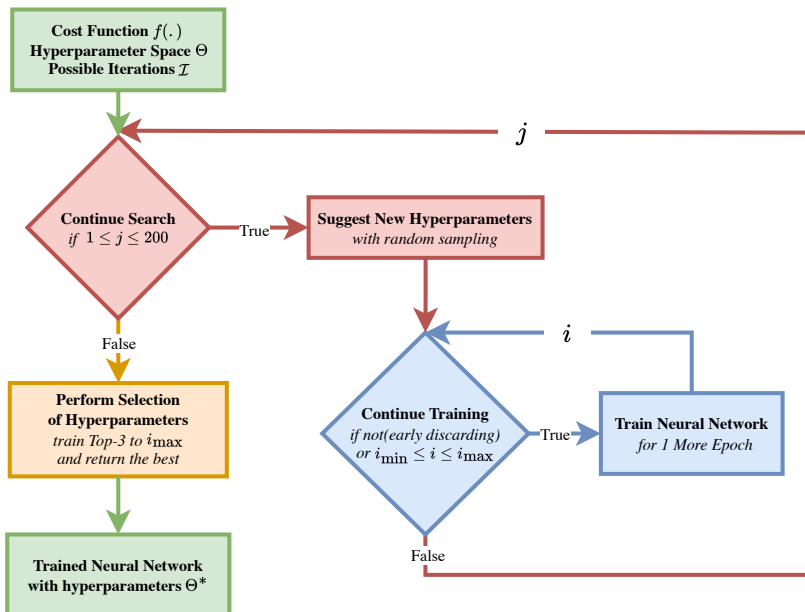 Cost Function f(.)
Hyperparameter Space Θ
Possible Iterations ℐ
j
Continue Search
if 1 ≤ j ≤ 200
True
Suggest New Hyperparameters
with random sampling
False
i
Perform Selection
of Hyperparameters
train Top-3 to i_max
and return the best
Continue Training
if not(early discarding)
or i_min ≤ i ≤ i_max
True
Train Neural Network
for 1 More Epoch
False
Trained Neural Network
with hyperparameters Θ*